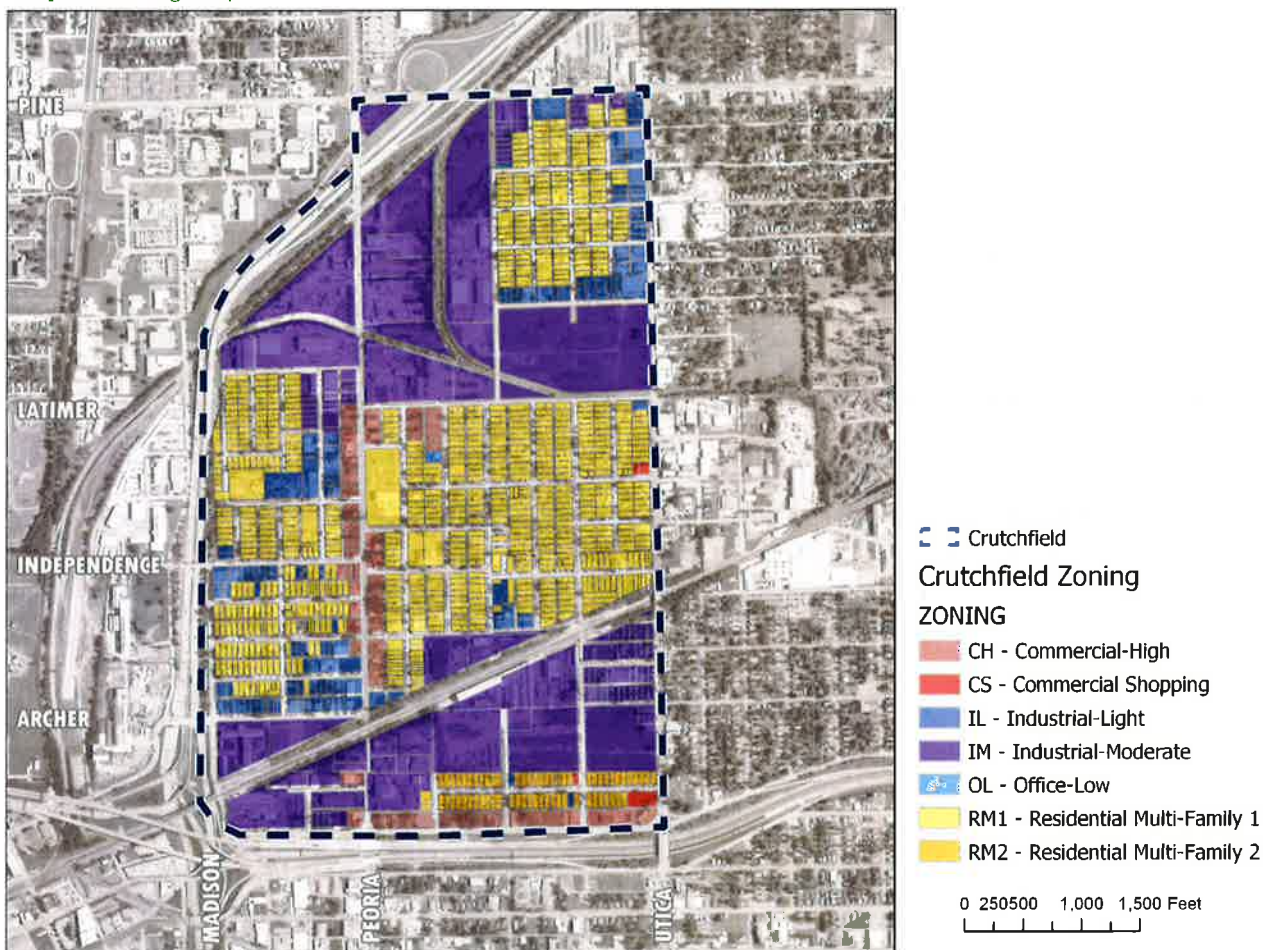 PINE
LATIMER
INDEPENDENCE
ARCHER
MADISON
PEORIA
UTICA
Crutchfield
Crutchfield Zoning
ZONING
CH - Commercial-High
CS - Commercial Shopping
IL - Industrial-Light
IM - Industrial-Moderate
OL - Office-Low
RM1 - Residential Multi-Family 1
RM2 - Residential Multi-Family 2
0 250500 1,000 1,500 Feet